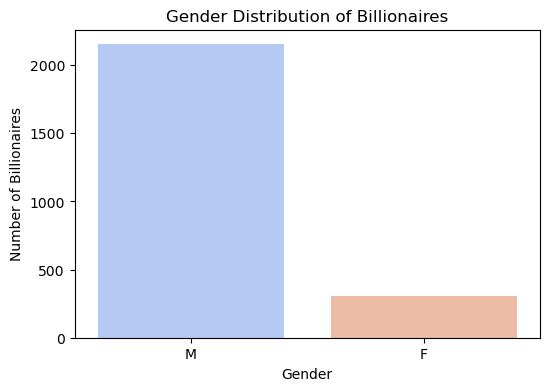 Gender Distribution of Billionaires
Number of Billionaires
2000
1500
1000
500
0
M F
Gender